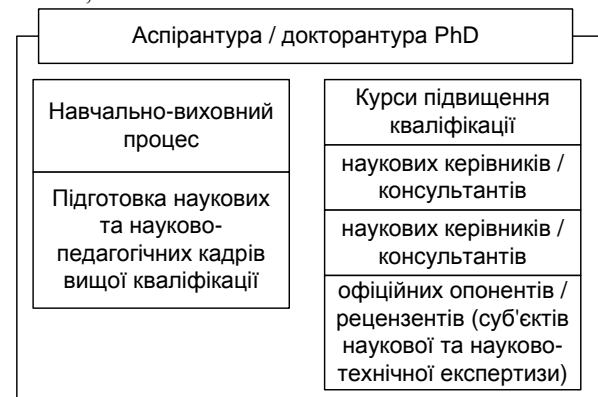 Аспірантура / докторантура PhD
Навчально-виховний
процес
Підготовка наукових
та науково-
педагогічних кадрів
вищої кваліфікації
Курси підвищення
кваліфікації
наукових керівників /
консультантів
наукових керівників /
консультантів
офіційних опонентів /
рецензентів (суб'єктів
наукової та науково-
технічної експертизи)